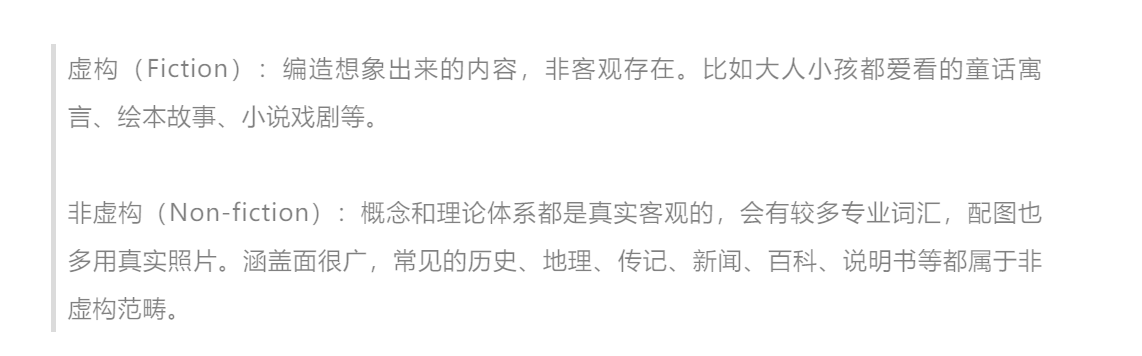 虚构（Fiction）：编造想象出来的内容，非客观存在。比如大人小孩都爱看的童话寓
言、绘本故事、小说戏剧等。
非虚构（Non-fiction）：概念和理论体系都是真实客观的，会有较多专业词汇，配图也
多用真实照片。涵盖面很广，常见的历史、地理、传记、新闻、百科、说明书等都属于非
虚构范畴。